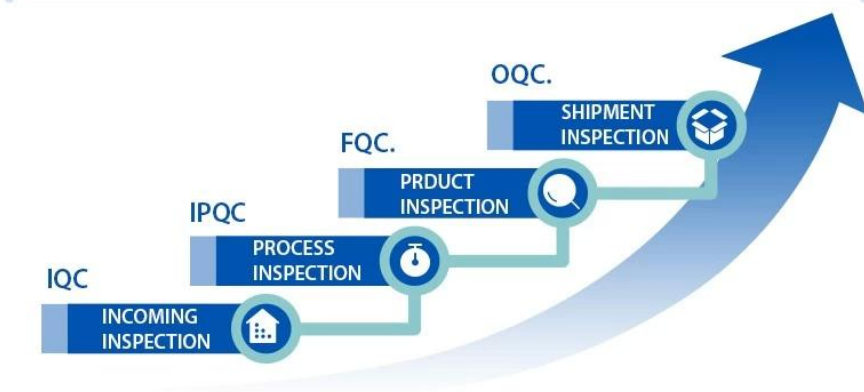 OQC.
SHIPMENT
INSPECTION
FQC.
PRDUCT
INSPECTION
IPQC
PROCESS
INSPECTION
IQC
INCOMING
INSPECTION